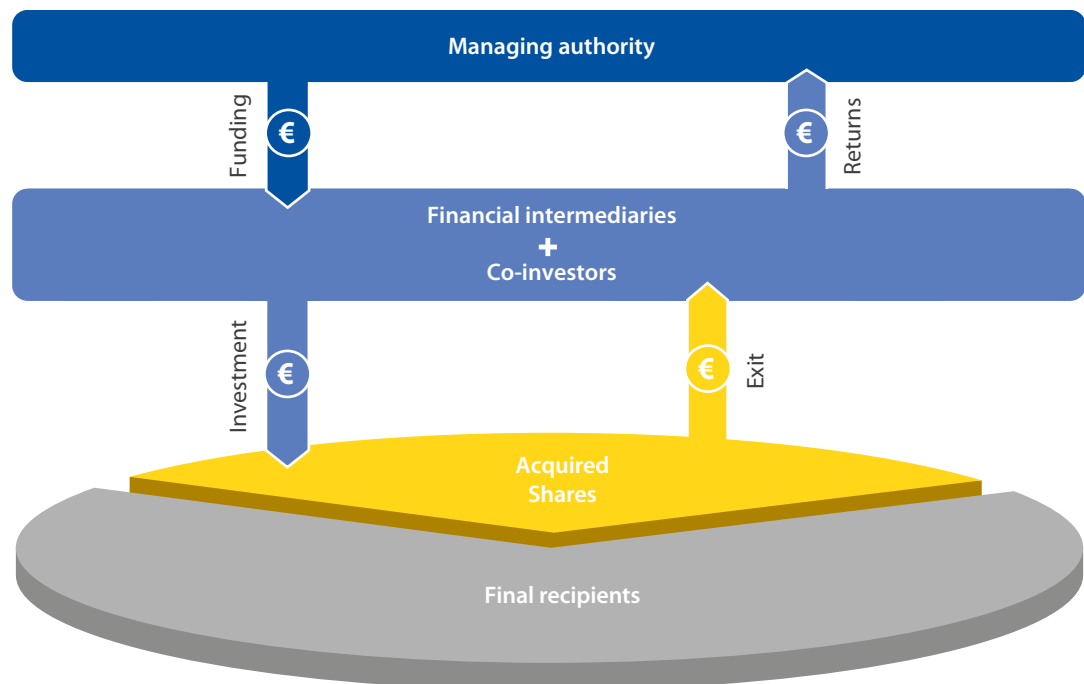 Managing authority
Funding
€
€
Returns
Financial intermediaries
+
Co-investors
Investment
€
€
Exit
Acquired
Shares
Final recipients